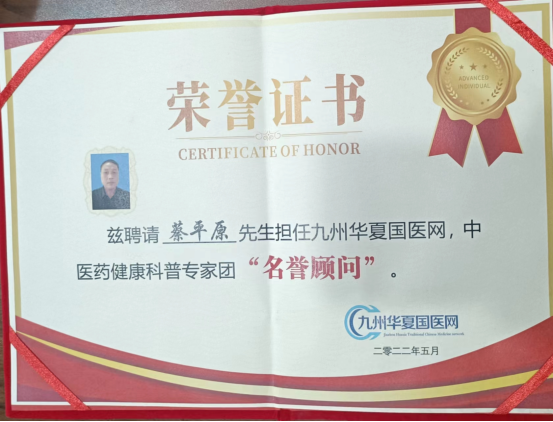 ADVANCED
INDIVIDUAL
荣誉证书
CERTIFICATE OF HONOR
兹聘请 蔡平原 先生担任九州华夏国医网，中
医药健康科普专家团“名誉顾问”。
九州华夏国医网
二零二二年五月